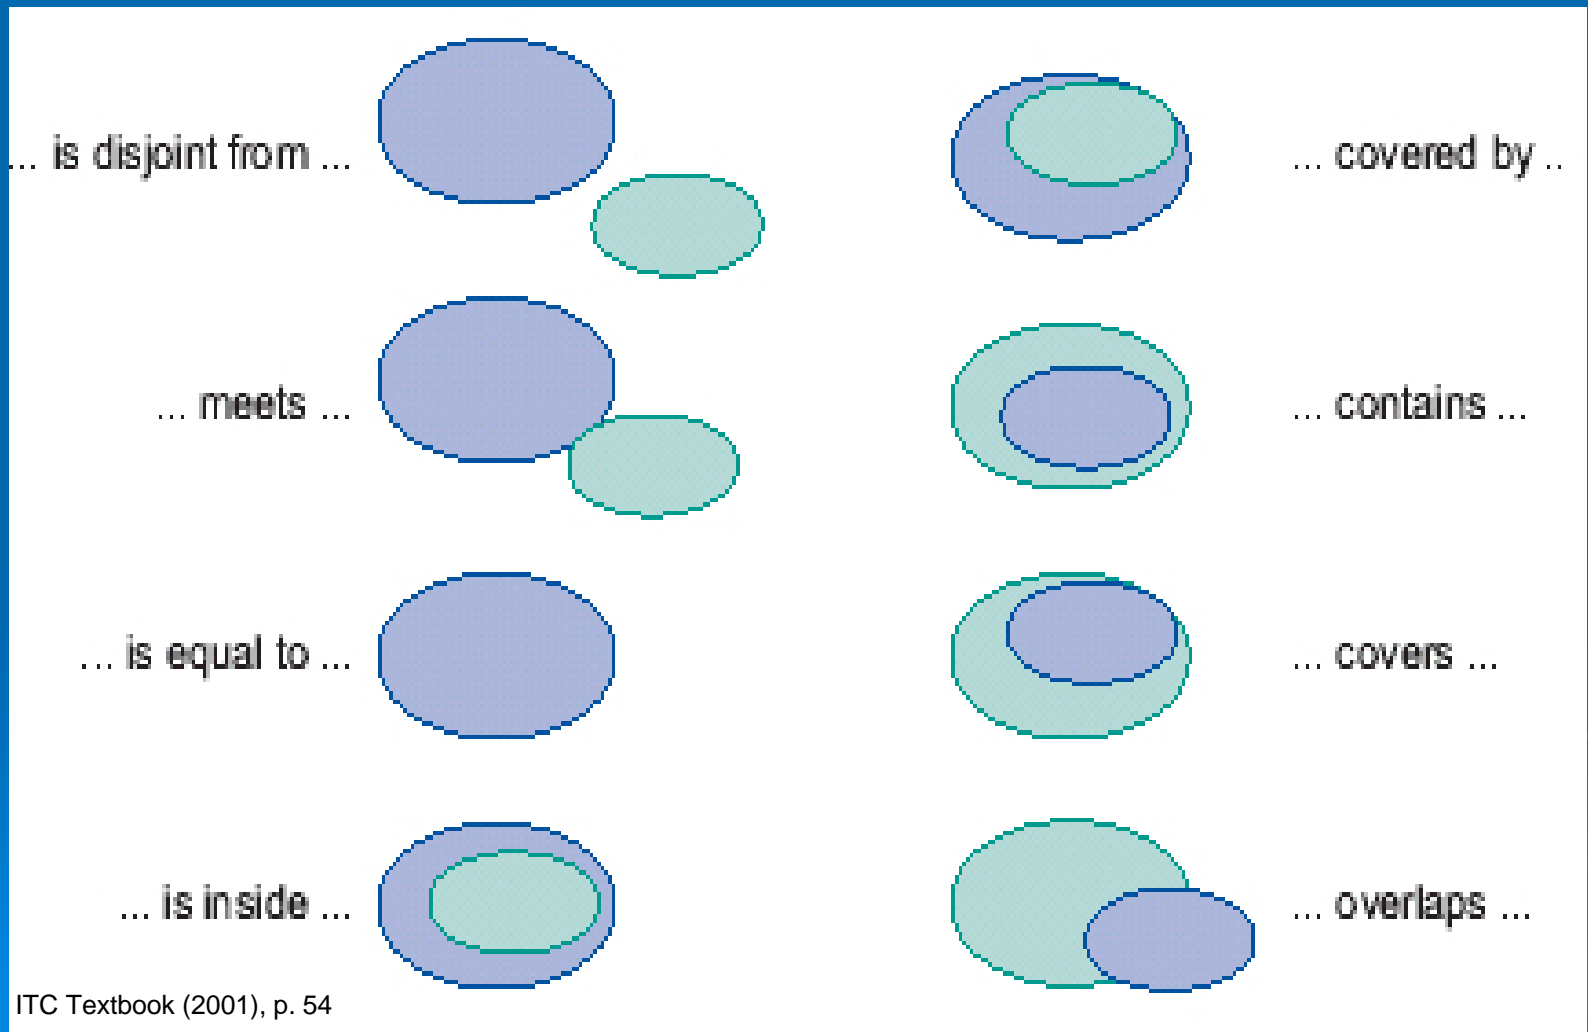 ... is disjoint from ...
... covered by ..
... meets ...
... contains ...
... is equal to ...
... covers ...
... is inside ...
... overlaps ...
ITC Textbook (2001), p. 54